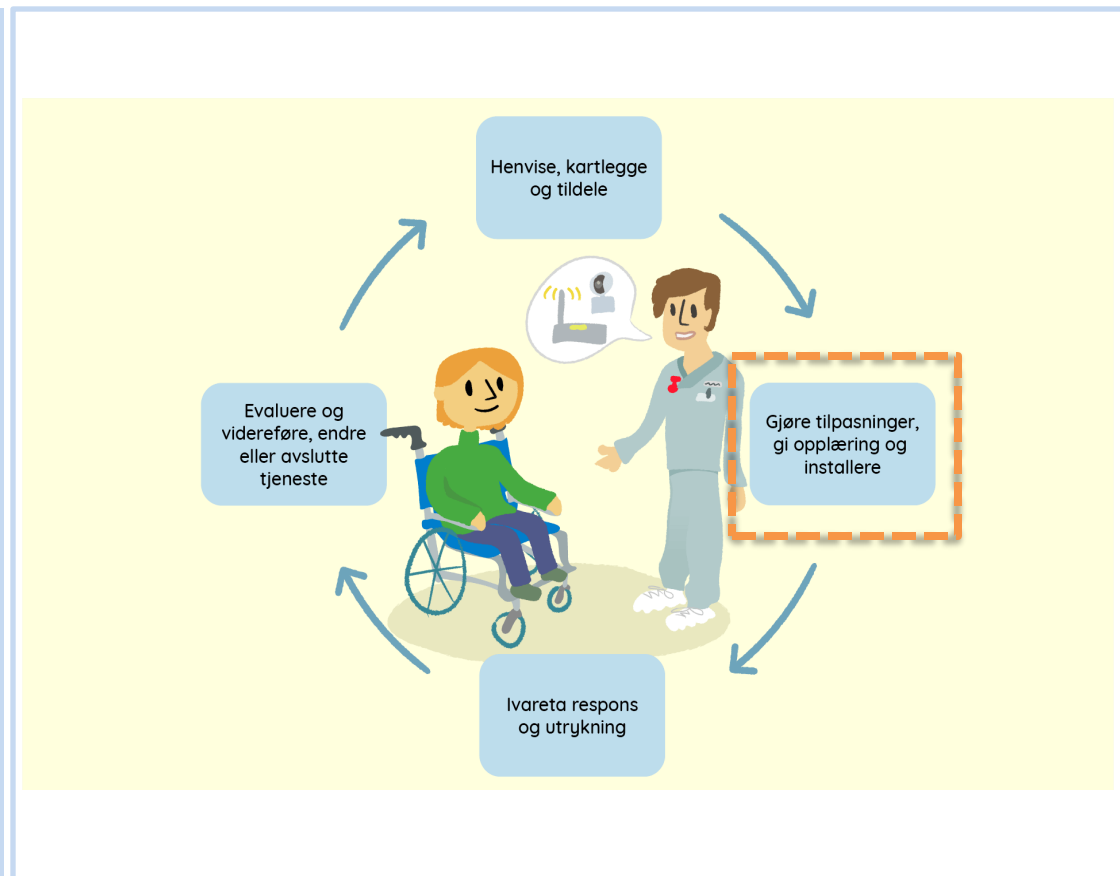 Henvise, kartlegge
og tildele
Gjøre tilpasninger,
gi opplæring og
installere
Ivareta respons
og utrykning
Evaluere og
videreføre, endre
eller avslutte
tjeneste